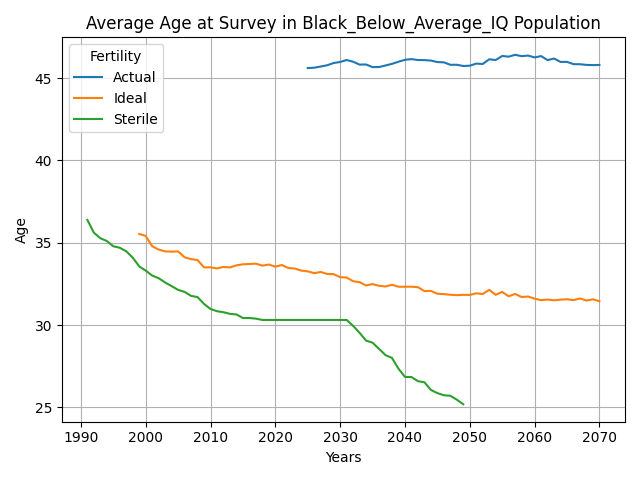 Average Age at Survey in Black_Below_Average_IQ Population
Fertility
Actual
Ideal
Sterile
Age
45
40
35
30
25
1990 2000 2010 2020 2030 2040 2050 2060 2070
Years